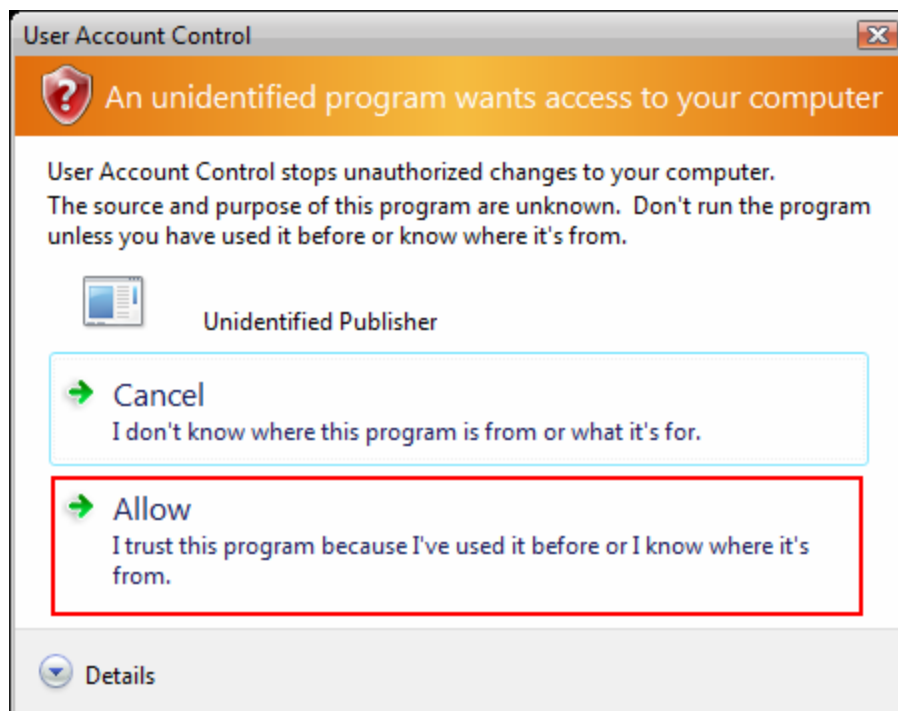 User Account Control
An unidentified program wants access to your computer
User Account Control stops unauthorized changes to your computer.
The source and purpose of this program are unknown.  Don't run the program
unless you have used it before or know where it's from.
Unidentified Publisher
Cancel
I don't know where this program is from or what it's for.
Allow
I trust this program because I've used it before or I know where it's
from.
Details